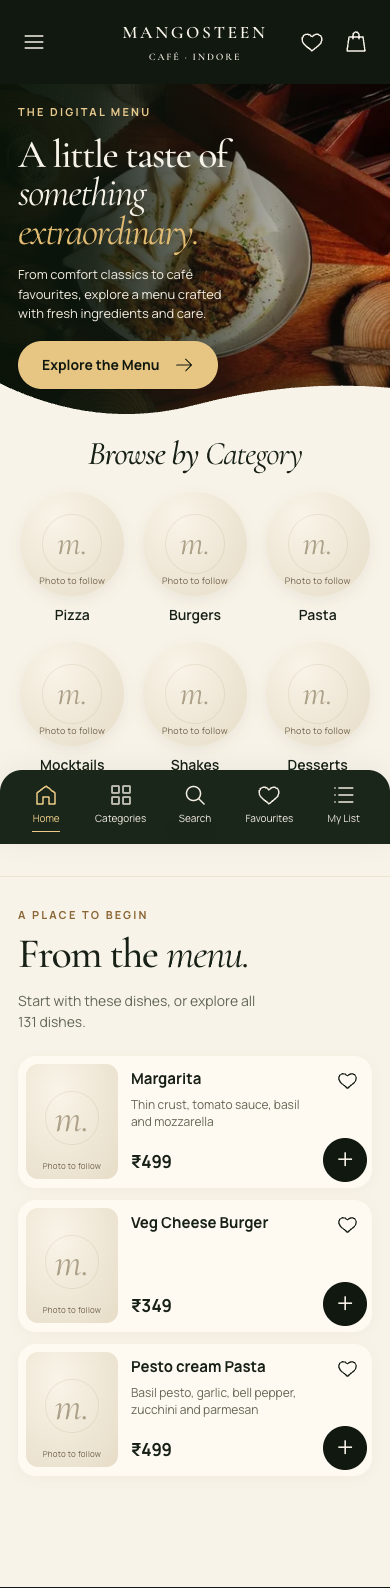 MANGOSTEEN
CAFÉ · INDORE
THE DIGITAL MENU
A little taste of
something
extraordinary.
From comfort classics to café
favourites, explore a menu crafted
with fresh ingredients and care.
Explore the Menu
Browse by Category
m. m. m.
Photo to follow Photo to follow Photo to follow
Pizza Burgers Pasta
m. m. m.
Photo to follow Photo to follow Photo to follow
Mocktails Shakes Desserts
Home Categories Search Favourites My List
A PLACE TO BEGIN
From the menu.
Start with these dishes, or explore all
131 dishes.
Margarita
Thin crust, tomato sauce, basil
and mozzarella
m.
Photo to follow
₹499
Veg Cheese Burger
m.
Photo to follow
₹349
Pesto cream Pasta
Basil pesto, garlic, bell pepper,
zucchini and parmesan
m.
Photo to follow
₹499